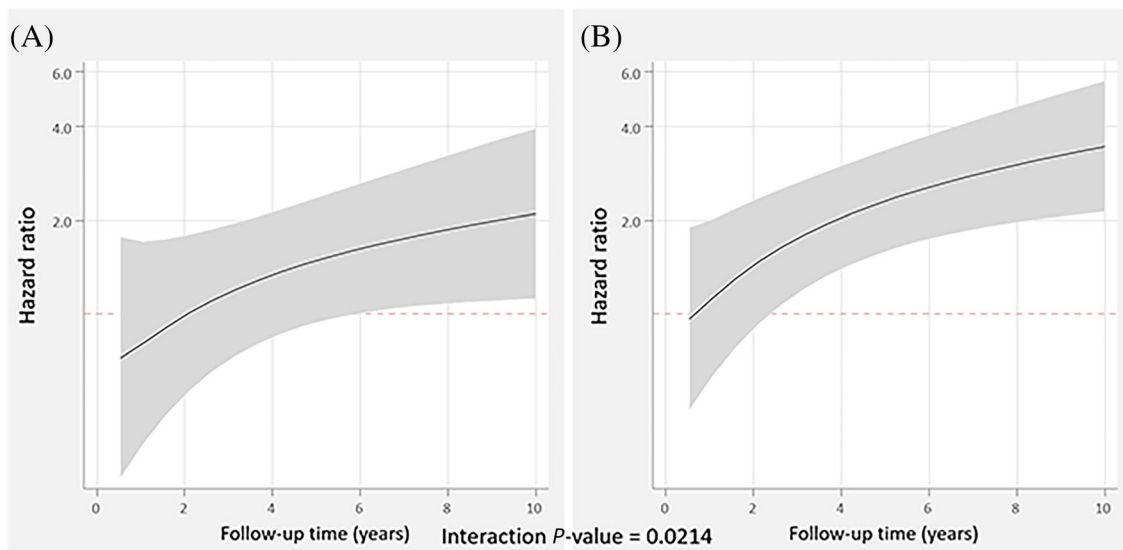 (A)
6.0
4.0
2.0
Hazard ratio
0 2 4 6 8 10
Follow-up time (years)
(B)
6.0
4.0
2.0
Hazard ratio
0 2 4 6 8 10
Follow-up time (years)
Interaction P-value = 0.0214